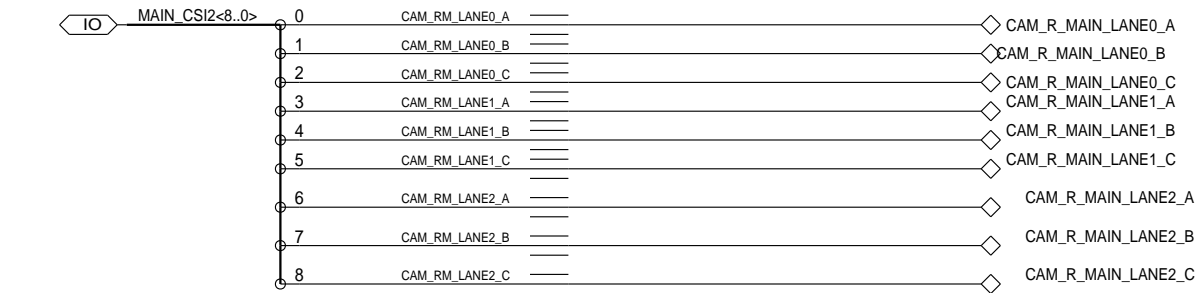 IO MAIN_CSI2<8..0> 0 CAM_RM_LANE0_A CAM_R_MAIN_LANE0_A
1 CAM_RM_LANE0_B CAM_R_MAIN_LANE0_B
2 CAM_RM_LANE0_C CAM_R_MAIN_LANE0_C
3 CAM_RM_LANE1_A CAM_R_MAIN_LANE1_A
4 CAM_RM_LANE1_B CAM_R_MAIN_LANE1_B
5 CAM_RM_LANE1_C CAM_R_MAIN_LANE1_C
6 CAM_RM_LANE2_A CAM_R_MAIN_LANE2_A
7 CAM_RM_LANE2_B CAM_R_MAIN_LANE2_B
8 CAM_RM_LANE2_C CAM_R_MAIN_LANE2_C